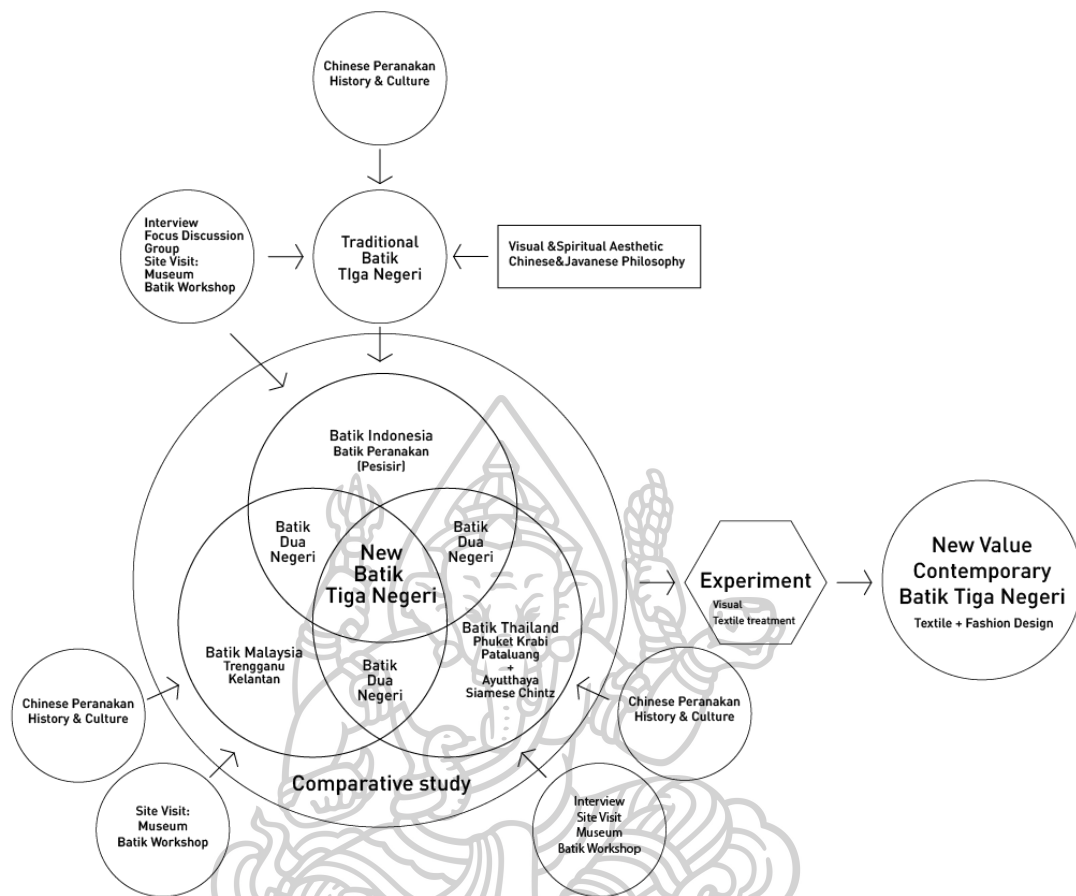 Chinese Peranakan
History & Culture
Interview
Focus Discussion
Group
Site Visit:
Museum
Batik Workshop
Traditional
Batik
TIga Negeri
Visual &Spiritual Aesthetic
Chinese&Javanese Philosophy
Batik Indonesia
Batik Peranakan
(Pesisir)
Batik
Dua
Negeri
Batik
Dua
Negeri
New
Batik
Tiga Negeri
Batik Malaysia
Trengganu
Kelantan
Batik
Dua
Negeri
Batik Thailand
Phuket Krabi
Pataluang
+
Ayutthaya
Siamese Chintz
Comparative study
Experiment
Visual
Textile treatment
New Value
Contemporary
Batik Tiga Negeri
Textile + Fashion Design
Chinese Peranakan
History & Culture
Site Visit:
Museum
Batik Workshop
Chinese Peranakan
History & Culture
Interview
Site Visit
Museum
Batik Workshop